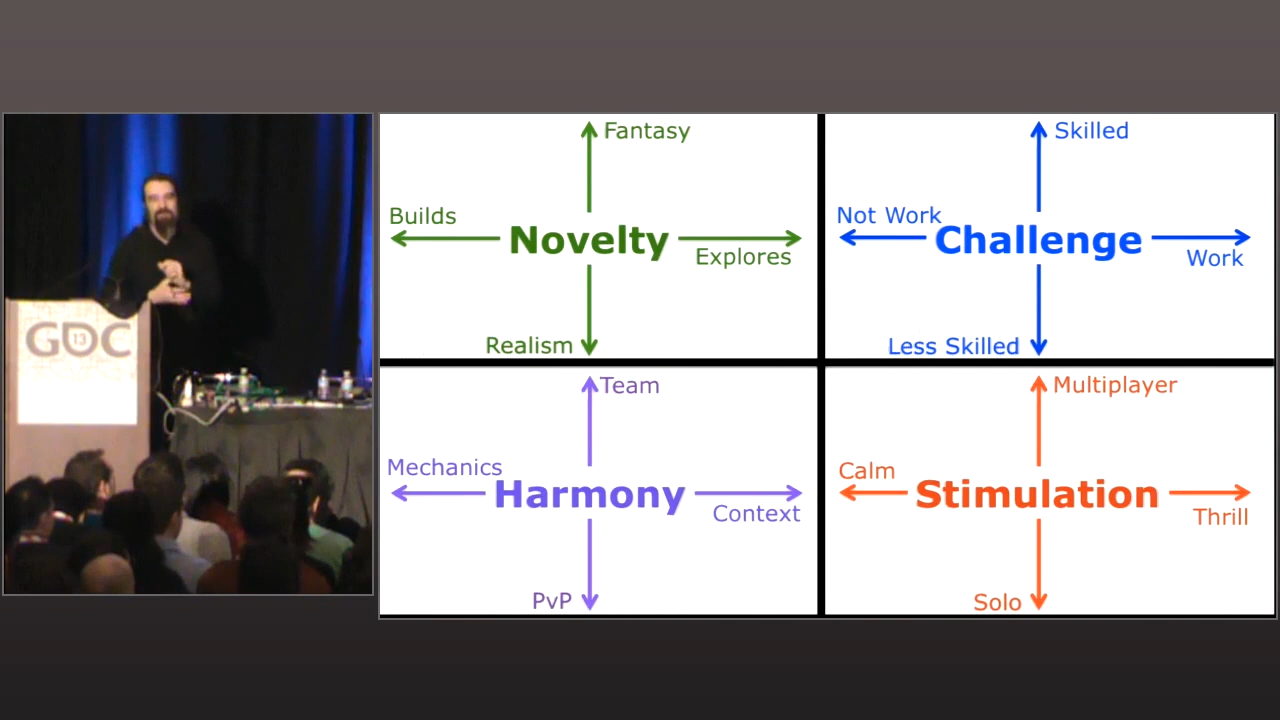 GDC
13
Fantasy
Builds
Novelty
Explores
Realism
Skilled
Not Work
Challenge
Work
Less Skilled
Team
Mechanics
Harmony
Context
PvP
Multiplayer
Calm
Stimulation
Thrill
Solo